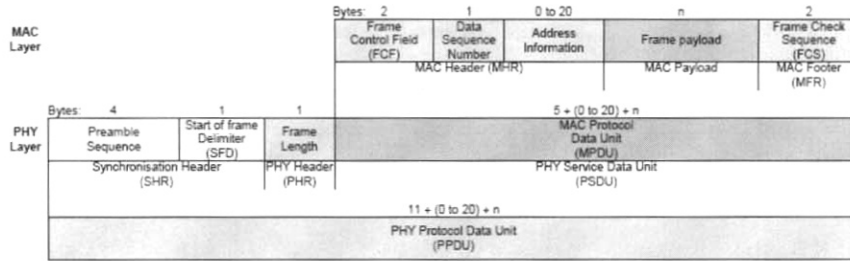 Bytes: 2 1 0 to 20 n 2
MAC Layer
Frame Control Field (FCF)
Data Sequence Number
Address Information
Frame payload
Frame Check Sequence (FCS)
MAC Header (MHR)
MAC Payload
MAC Footer (MFR)
Bytes: 4 1 1 5 + (0 to 20) + n
PHY Layer
Preamble Sequence
Start of frame Delimiter (SFD)
Frame Length
MAC Protocol Data Unit (MPDU)
Synchronisation Header (SHR)
PHY Header (PHR)
PHY Service Data Unit (PSDU)
11 + (0 to 20) + n
PHY Protocol Data Unit (PPDU)